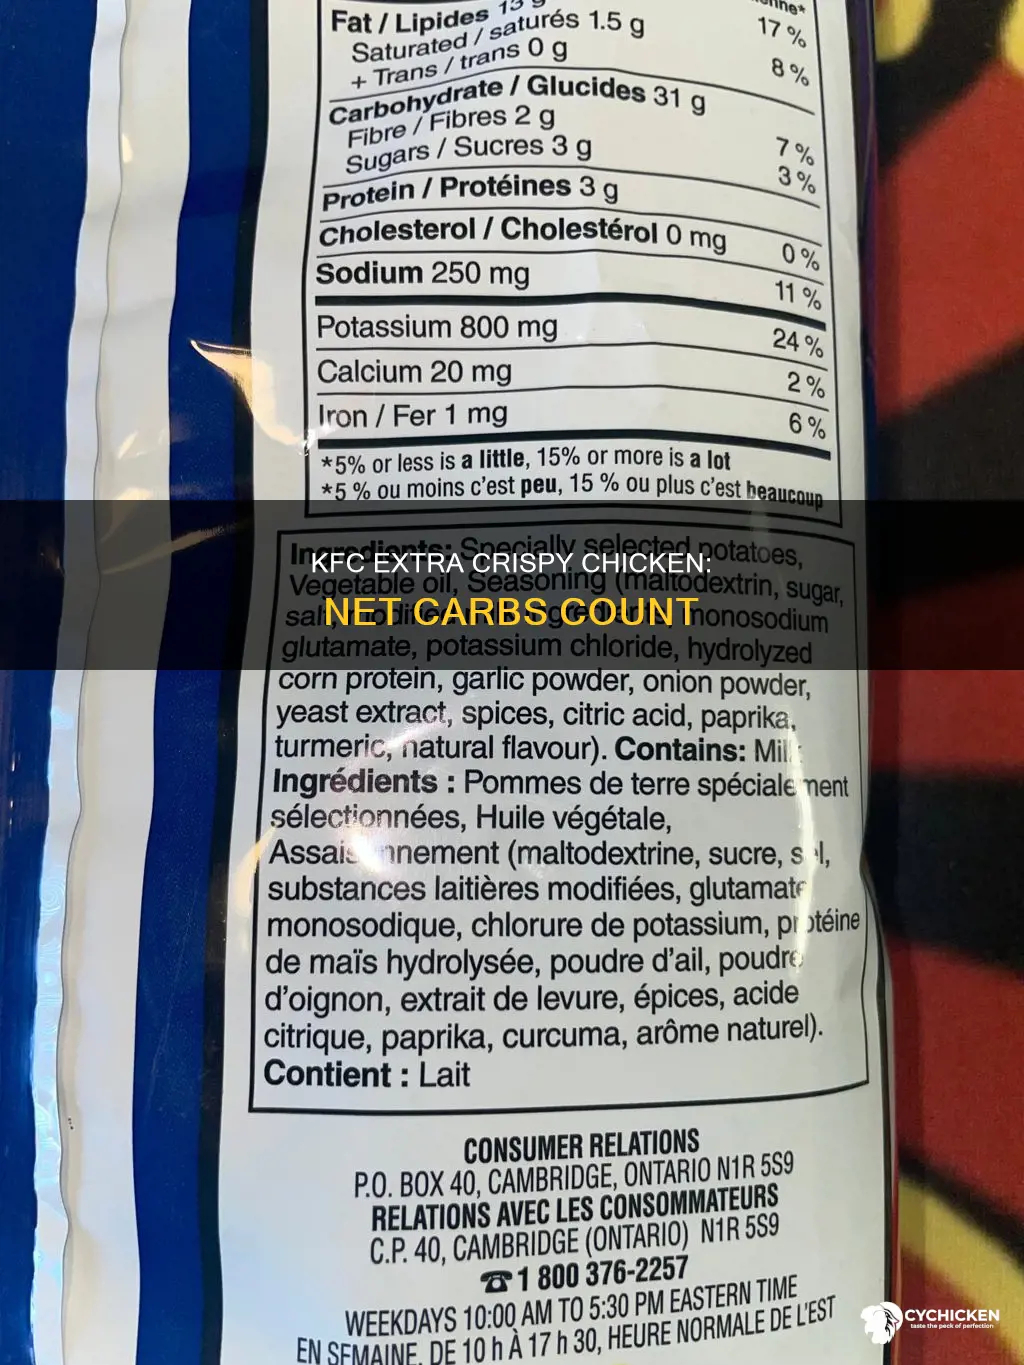 Fat / Lipides 13 g 17 %
Saturated / saturés 1.5 g
+ Trans / trans 0 g 8 %
Carbohydrate / Glucides 31 g
Fibre / Fibres 2 g 7 %
Sugars / Sucres 3 g 3 %
Protein / Protéines 3 g
Cholesterol / Cholestérol 0 mg 0 %
Sodium 250 mg 11 %
Potassium 800 mg 24 %
Calcium 20 mg 2 %
Iron / Fer 1 mg 6 %
*5% or less is a little, 15% or more is a lot
*5 % ou moins c'est peu, 15 % ou plus c'est beaucoup
Ingredients: Specially selected potatoes,
KFC EXTRA CRISPY CHICKEN:
Vegetable oil, Seasoning (maltodextrin, sugar,
NET CARBS COUNT
monosodium
glutamate, potassium chloride, hydrolyzed
corn protein, garlic powder, onion powder,
yeast extract, spices, citric acid, paprika,
turmeric, natural flavour). Contains: Milk
Ingrédients : Pommes de terre spécialement
sélectionnées, Huile végétale,
Assaisonnement (maltodextrine, sucre, sel,
substances laitières modifiées, glutamate
monosodique, chlorure de potassium, protéine
de maïs hydrolysée, poudre d'ail, poudre
d'oignon, extrait de levure, épices, acide
citrique, paprika, curcuma, arôme naturel).
Contient : Lait
CONSUMER RELATIONS
P.O. BOX 40, CAMBRIDGE, ONTARIO N1R 5S9
RELATIONS AVEC LES CONSOMMATEURS
C.P. 40, CAMBRIDGE (ONTARIO) N1R 5S9
☎ 1 800 376-2257
WEEKDAYS 10:00 AM TO 5:30 PM EASTERN TIME
EN SEMAINE, DE 10 h À 17 h 30, HEURE NORMALE DE L'EST
CYCHICKEN
taste the peck of perfection